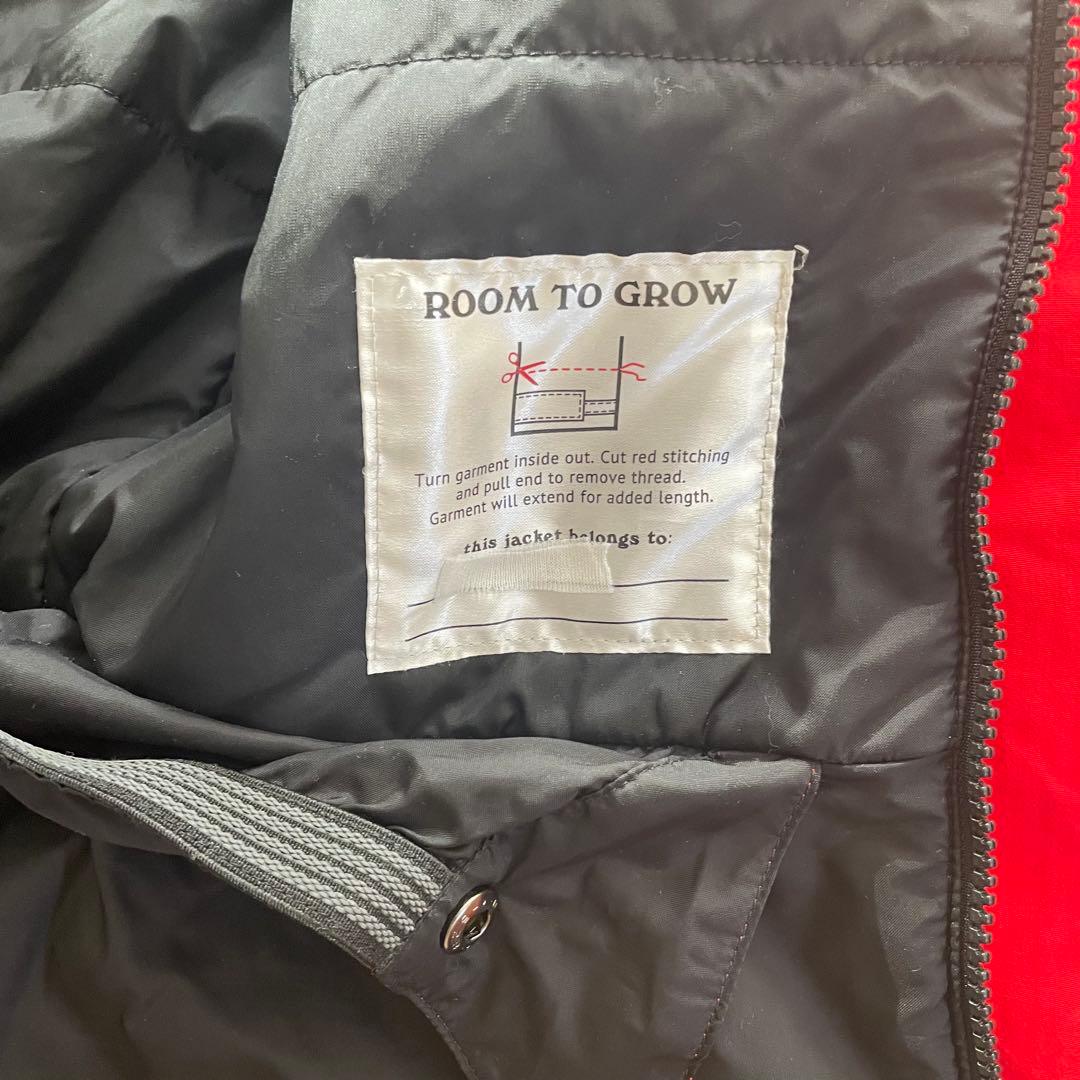 ROOM TO GROW
Turn garment inside out. Cut red stitching
and pull end to remove thread.
Garment will extend for added length.
this jacket belongs to: